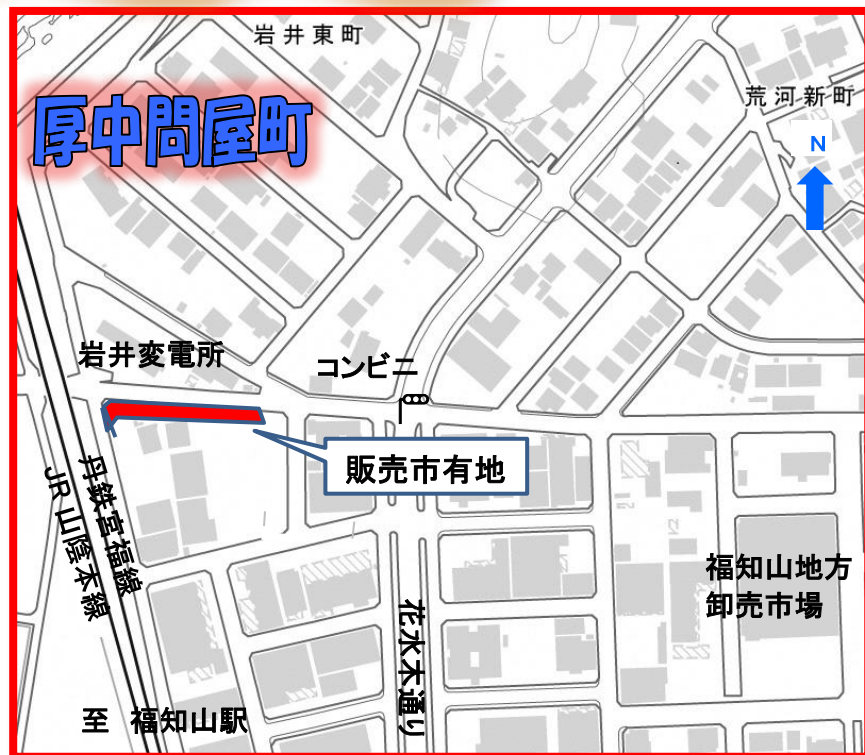 岩井東町
厚中問屋町
荒河新町
N
岩井変電所
コンビニ
販売市有地
丹鉄宮福線
JR山陰本線
福知山地方
卸売市場
花水木通り
至 福知山駅